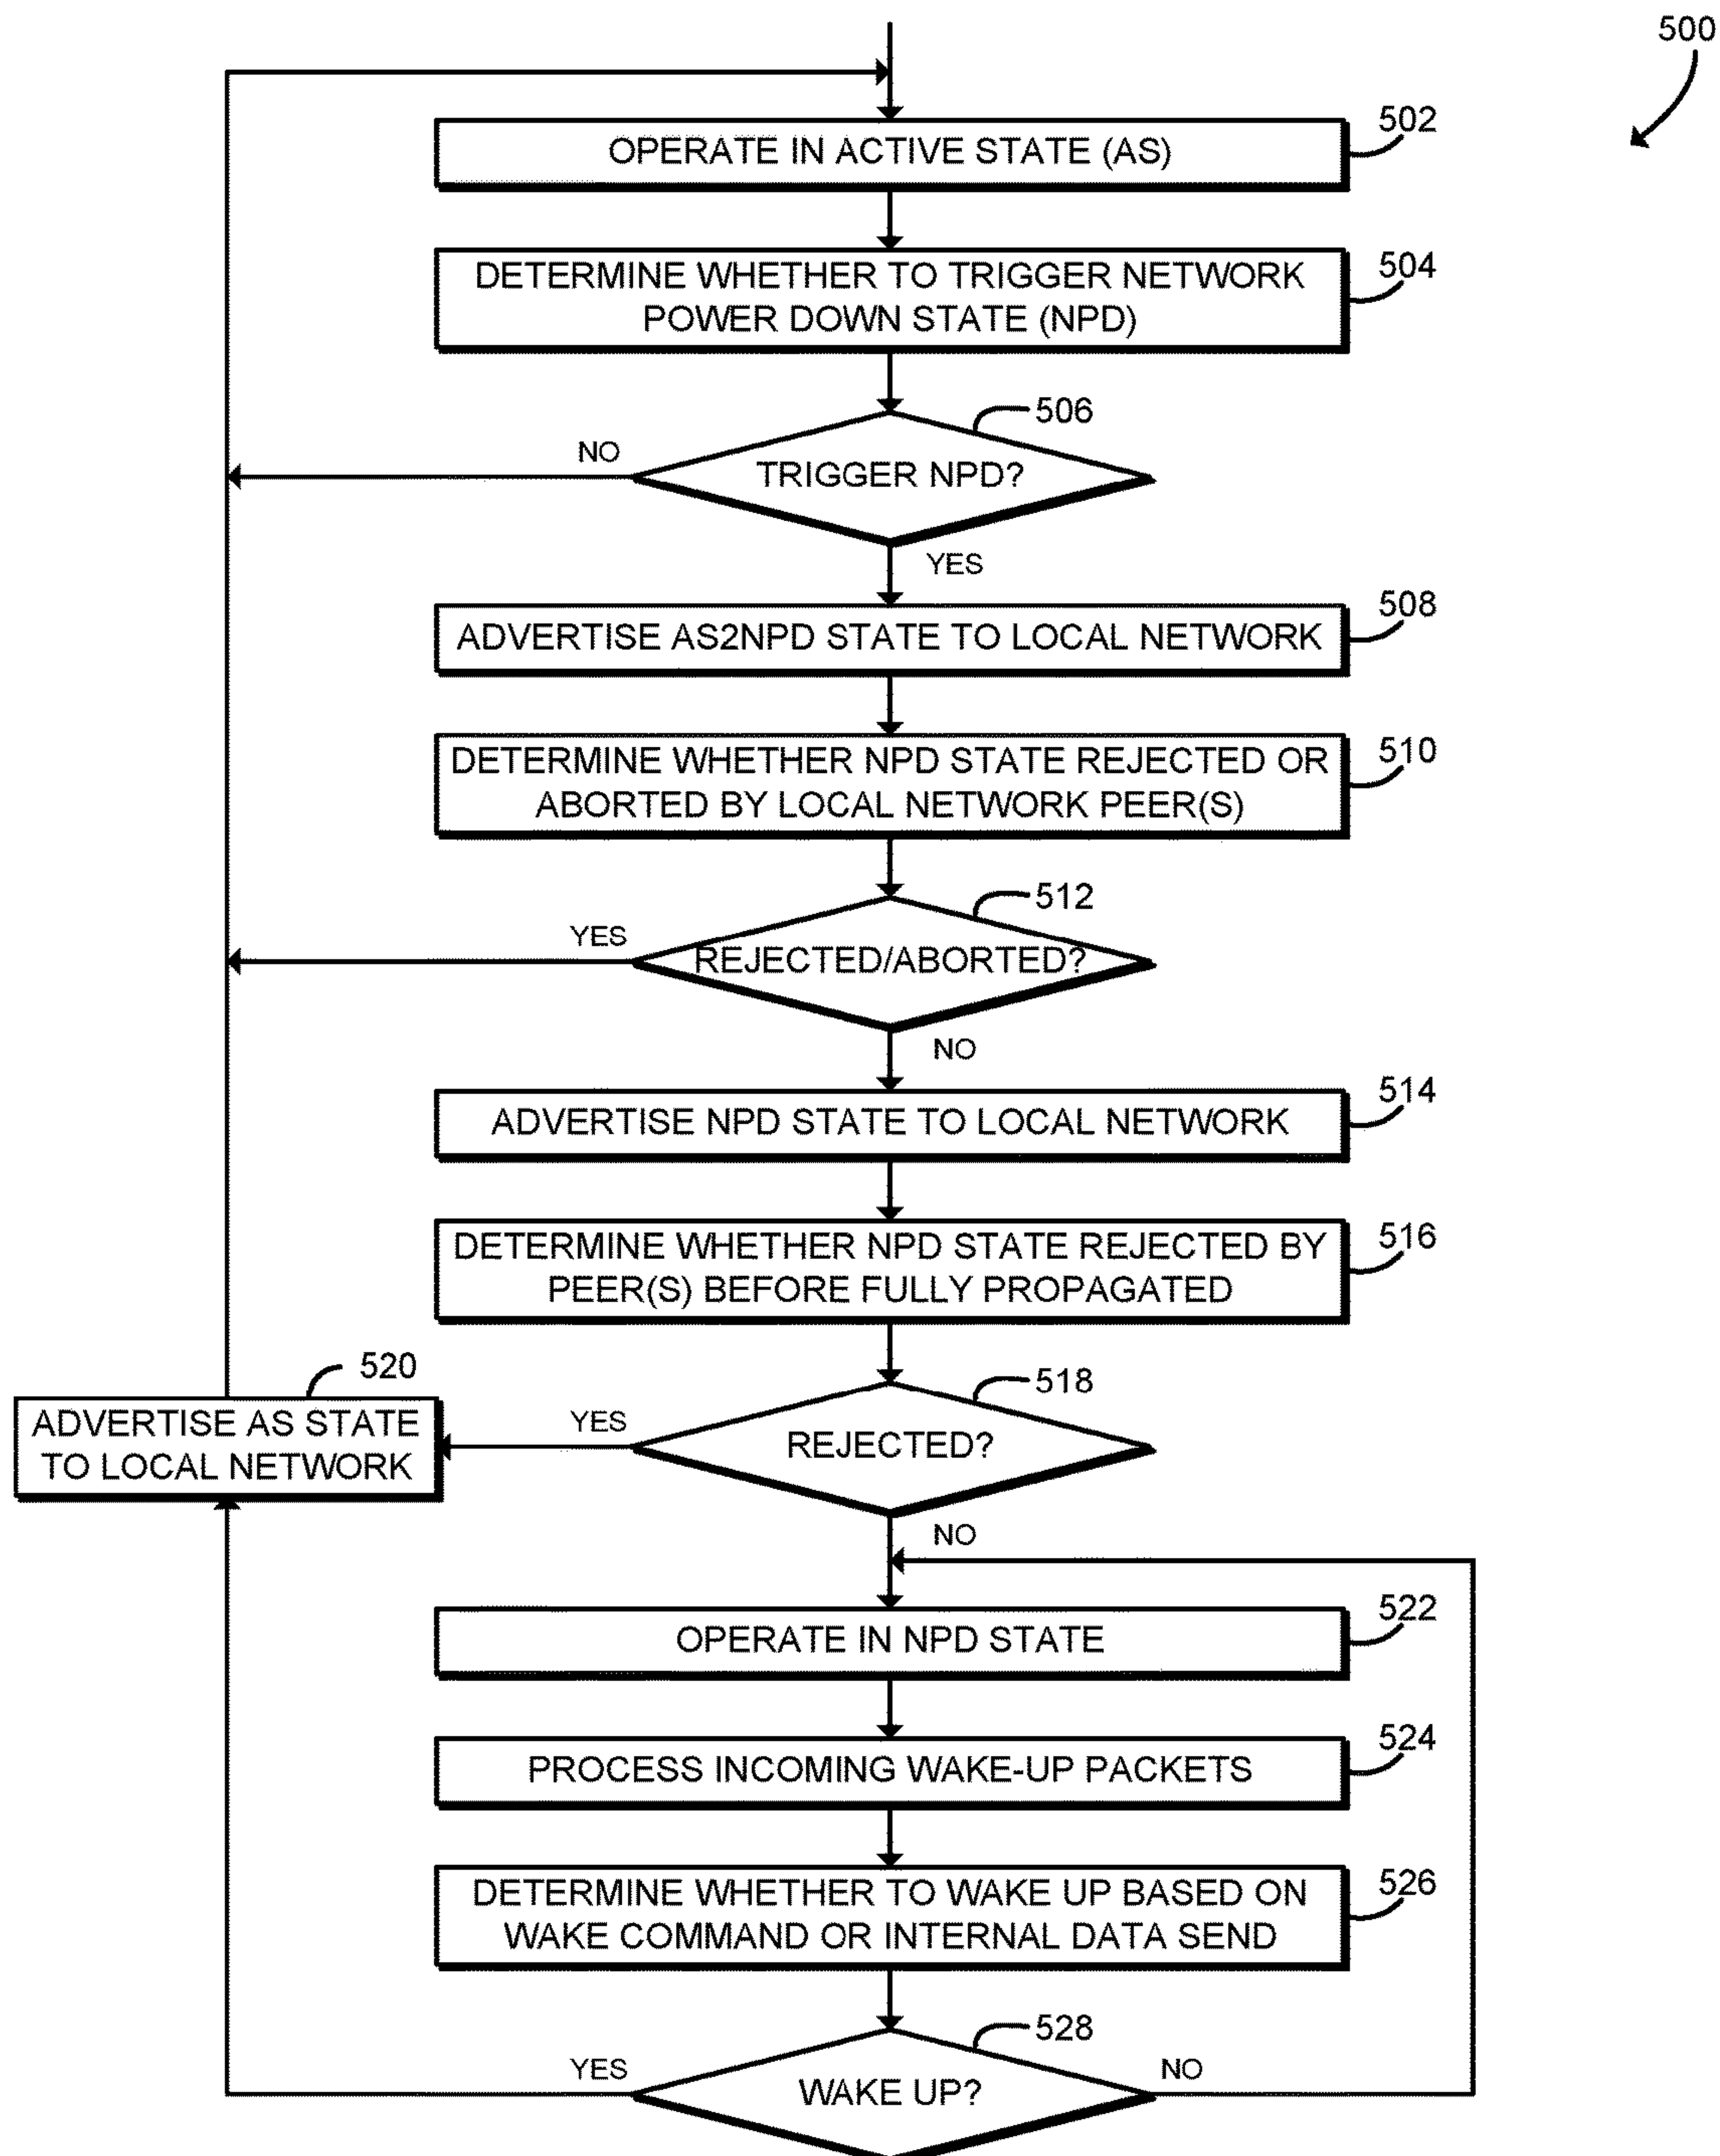 500
502
OPERATE IN ACTIVE STATE (AS)
504
DETERMINE WHETHER TO TRIGGER NETWORK
POWER DOWN STATE (NPD)
506
NO
TRIGGER NPD?
YES
508
ADVERTISE AS2NPD STATE TO LOCAL NETWORK
510
DETERMINE WHETHER NPD STATE REJECTED OR
ABORTED BY LOCAL NETWORK PEER(S)
512
YES
REJECTED/ABORTED?
NO
514
ADVERTISE NPD STATE TO LOCAL NETWORK
516
DETERMINE WHETHER NPD STATE REJECTED BY
PEER(S) BEFORE FULLY PROPAGATED
520
518
ADVERTISE AS STATE
TO LOCAL NETWORK
YES
REJECTED?
NO
522
OPERATE IN NPD STATE
524
PROCESS INCOMING WAKE-UP PACKETS
526
DETERMINE WHETHER TO WAKE UP BASED ON
WAKE COMMAND OR INTERNAL DATA SEND
528
YES
WAKE UP?
NO